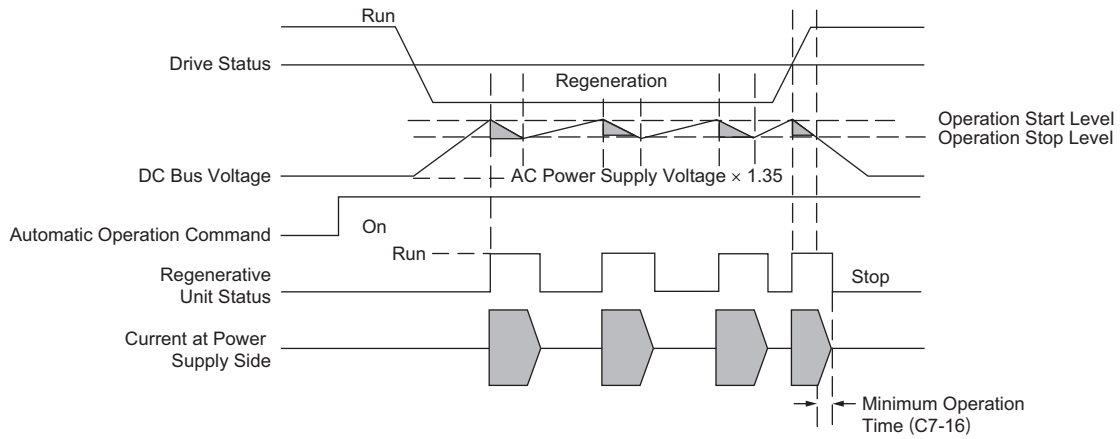 Run
Drive Status
Regeneration
Operation Start Level
Operation Stop Level
DC Bus Voltage
AC Power Supply Voltage × 1.35
Automatic Operation Command
On
Run
Regenerative
Unit Status
Stop
Current at Power
Supply Side
Minimum Operation
Time (C7-16)